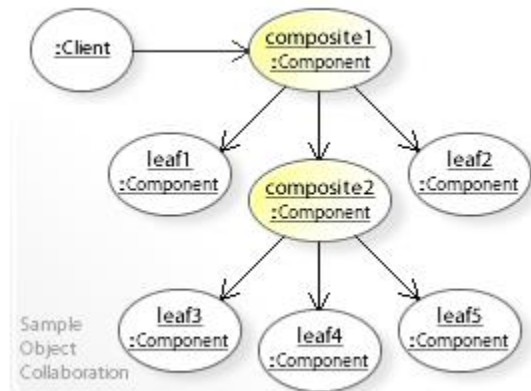 :Client
composite1
:Component
leaf1
:Component
composite2
:Component
leaf2
:Component
leaf3
:Component
leaf4
:Component
leaf5
:Component
Sample
Object
Collaboration